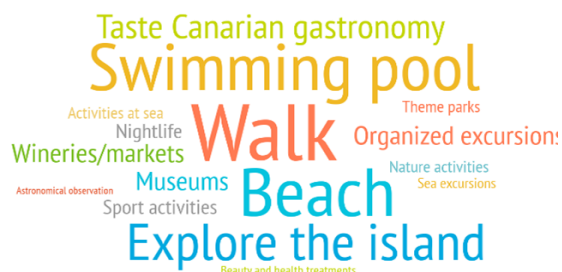 Taste Canarian gastronomy
Swimming pool
Activities at sea
Theme parks
Nightlife
Walk
Organized excursions
Wineries/markets
Nature activities
Museums
Beach
Sea excursions
Astronomical observation
Sport activities
Explore the island
Beauty and health treatments